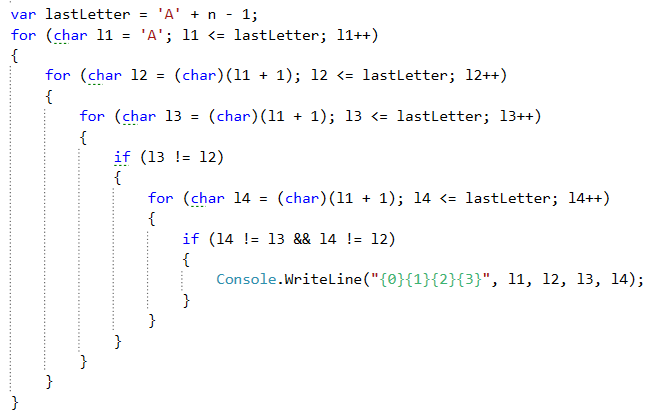 var lastLetter = 'A' + n - 1;
for (char l1 = 'A'; l1 <= lastLetter; l1++)
{
    for (char l2 = (char)(l1 + 1); l2 <= lastLetter; l2++)
    {
        for (char l3 = (char)(l1 + 1); l3 <= lastLetter; l3++)
        {
            if (l3 != l2)
            {
                for (char l4 = (char)(l1 + 1); l4 <= lastLetter; l4++)
                {
                    if (l4 != l3 && l4 != l2)
                    {
                        Console.WriteLine("{0}{1}{2}{3}", l1, l2, l3, l4);
                    }
                }
            }
        }
    }
}